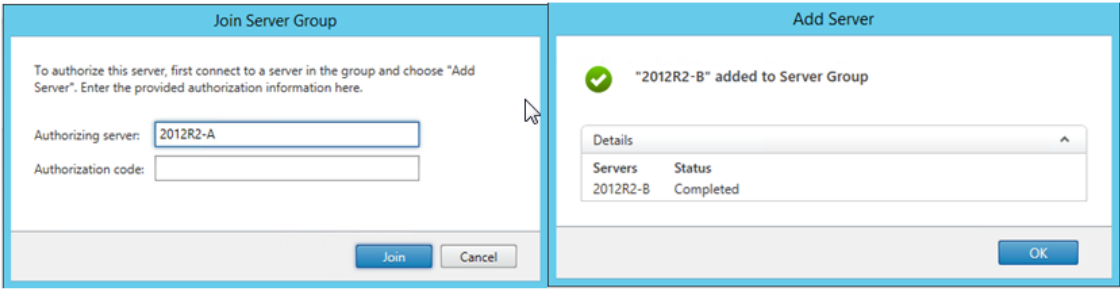 Join Server Group
To authorize this server, first connect to a server in the group and choose "Add
Server". Enter the provided authorization information here.
Authorizing server: 2012R2-A
Authorization code:
Join Cancel
Add Server
"2012R2-B" added to Server Group
Details
Servers Status
2012R2-B Completed
OK